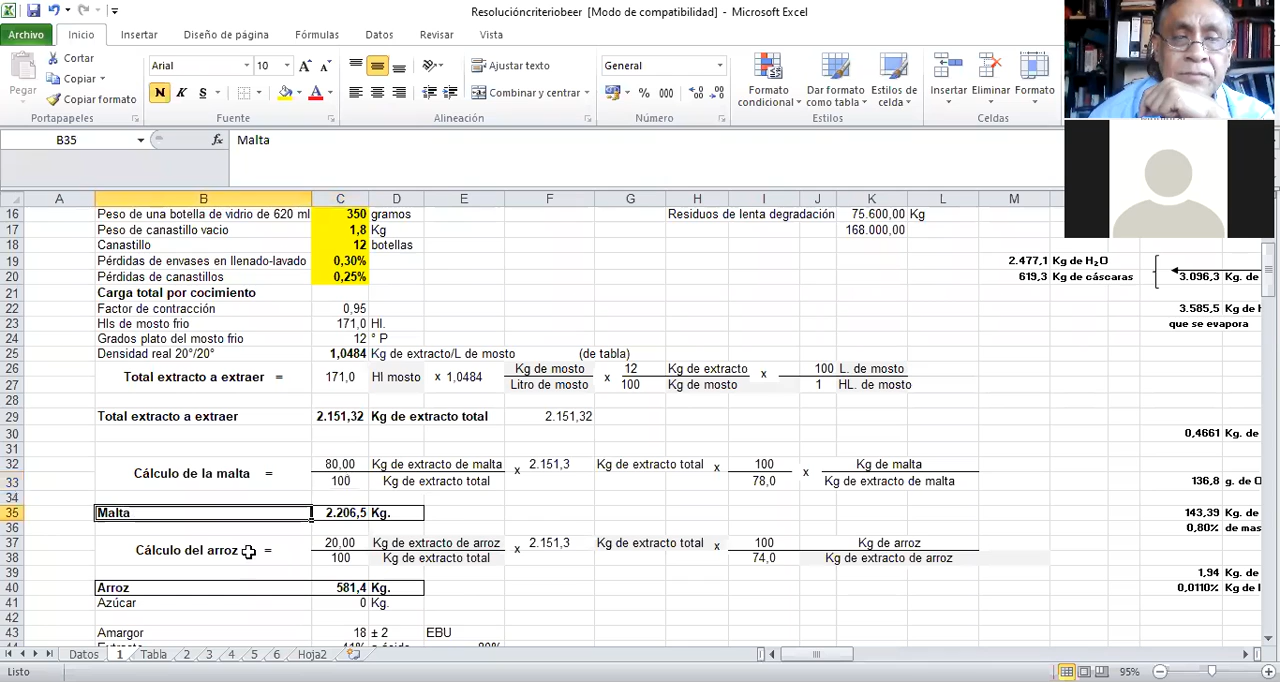 Resolucióncriteriobeer [Modo de compatibilidad] - Microsoft Excel
Archivo Inicio Insertar Diseño de página Fórmulas Datos Revisar Vista
Pegar Cortar Copiar Copiar formato
Arial 10
N K S
Ajustar texto
Combinar y centrar
General
% 000
Formato condicional Dar formato como tabla Estilos de celda
Insertar Eliminar Formato
Portapapeles Fuente Alineación Número Estilos Celdas
B35 fx Malta
A B C D E F G H I J K L M
16 Peso de una botella de vidrio de 620 ml 350 gramos Residuos de lenta degradación 75.600,00 Kg
17 Peso de canastillo vacio 1,8 Kg 168.000,00
18 Canastillo 12 botellas
19 Pérdidas de envases en llenado-lavado 0,30% 2.477,1 Kg de H₂O
20 Pérdidas de canastillos 0,25% 619,3 Kg de cáscaras 3.096,3 Kg. de
21 Carga total por cocimiento
22 Factor de contracción 0,95 3.585,5 Kg de
23 Hls de mosto frio 171,0 Hl. que se evapora
24 Grados plato del mosto frio 12 ° P
25 Densidad real 20°/20° 1,0484 Kg de extracto/L de mosto (de tabla)
26 Kg de mosto 12 Kg de extracto 100 L. de mosto
Total extracto a extraer = 171,0 Hl mosto x 1,0484 x x
27 Litro de mosto 100 Kg de mosto 1 HL. de mosto
28
29 Total extracto a extraer 2.151,32 Kg de extracto total 2.151,32
30 0,4661 Kg. de
31
32 80,00 Kg de extracto de malta x 2.151,3 Kg de extracto total x 100 Kg de malta
Cálculo de la malta = x
33 100 Kg de extracto total 78,0 Kg de extracto de malta 136,8 g. de
34
35 Malta 2.206,5 Kg. 143,39 Kg. de
36 0,80% de mas
37 20,00 Kg de extracto de arroz x 2.151,3 Kg de extracto total x 100 Kg de arroz
Cálculo del arroz =
38 100 Kg de extracto total 74,0 Kg de extracto de arroz
39 1,94 Kg. de
40 Arroz 581,4 Kg. 0,0110% Kg de
41 Azúcar 0 Kg.
42
43 Amargor 18 ± 2 EBU
Datos 1 Tabla 2 3 4 5 6 Hoja2
Listo 95%